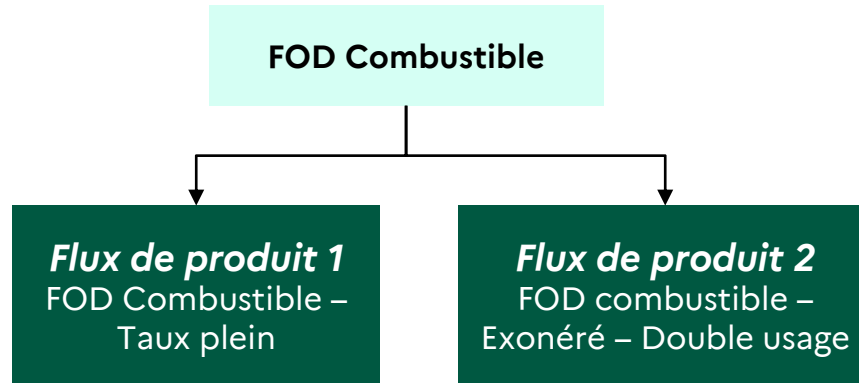 FOD Combustible
Flux de produit 1
FOD Combustible –
Taux plein
Flux de produit 2
FOD combustible –
Exonéré – Double usage